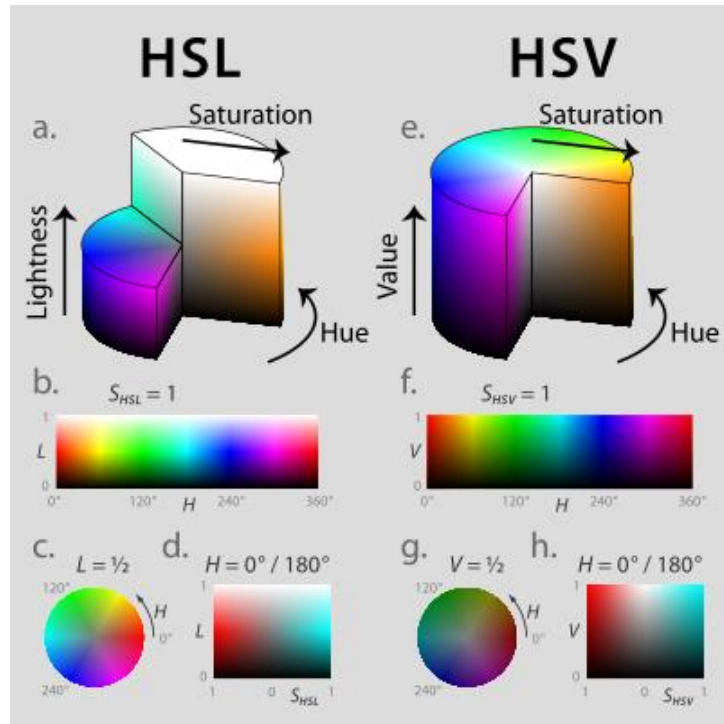 HSL
HSV
a.
Saturation
Lightness
Hue
e.
Saturation
Value
Hue
b.
S_HSL = 1
1
L
0
0° 120° 240° 360°
H
f.
S_HSV = 1
1
V
0
0° 120° 240° 360°
H
c.
L = ½
120°
H
0°
240°
d.
H = 0° / 180°
1
L
0
1 0 S_HSL 1
g.
V = ½
120°
H
0°
240°
h.
H = 0° / 180°
1
V
0
1 0 S_HSV 1